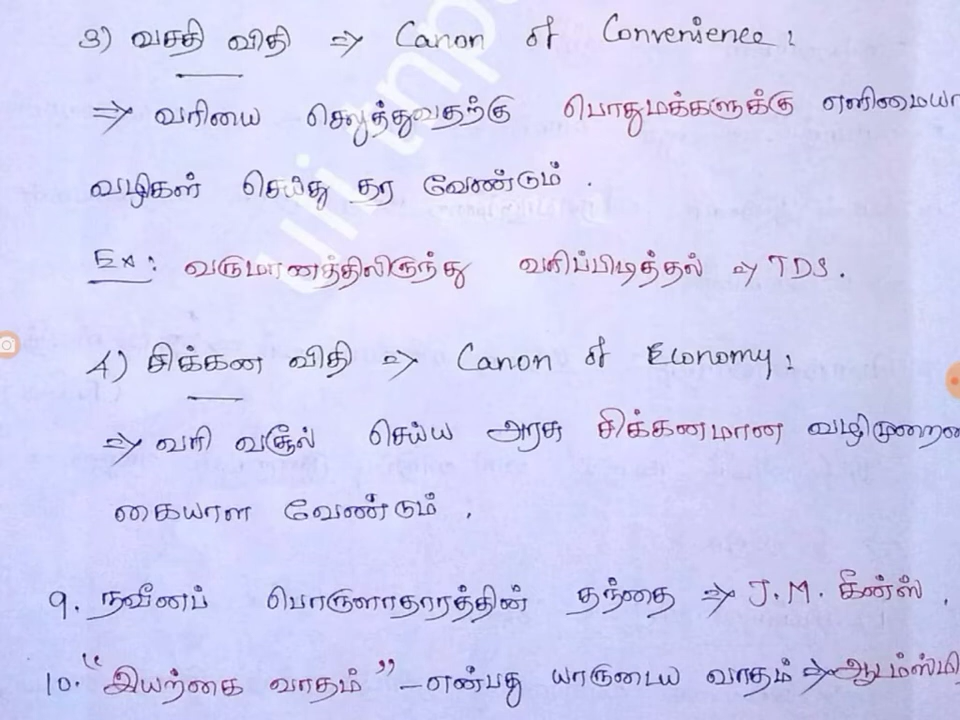 3) வசதி விதி ⇒ Canon of Convenience :
⇒ வரியை செலுத்துவதற்கு பொதுமக்களுக்கு எளிமையா
வழிகள் செய்து தர வேண்டும் .
Ex : வருமானத்திலிருந்து வரிப்பிடித்தல் ⇒ TDS .
4) சிக்கன விதி ⇒ Canon of Economy :
⇒ வரி வசூல் செய்ய அரசு சிக்கனமான வழிமுறை
கையாள வேண்டும் .
9. நவீனப் பொருளாதாரத்தின் தந்தை ⇒ J.M. கீன்ஸ் .
10. "இயற்கை வாதம்" – என்பது யாருடைய வாதம் ⇒ ஆடம்ஸ்மி